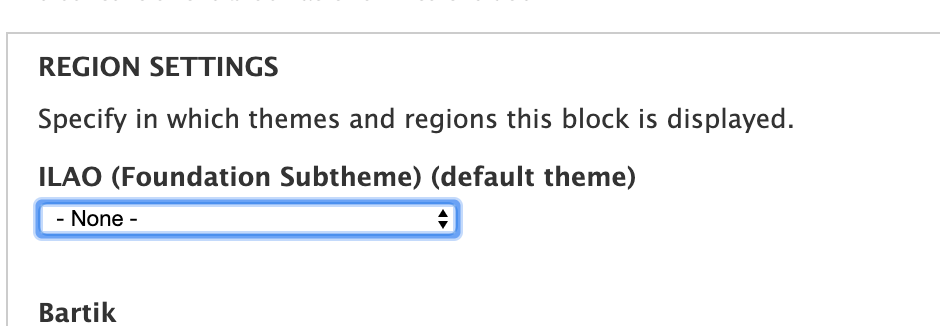 REGION SETTINGS
Specify in which themes and regions this block is displayed.
ILAO (Foundation Subtheme) (default theme)
- None -
Bartik